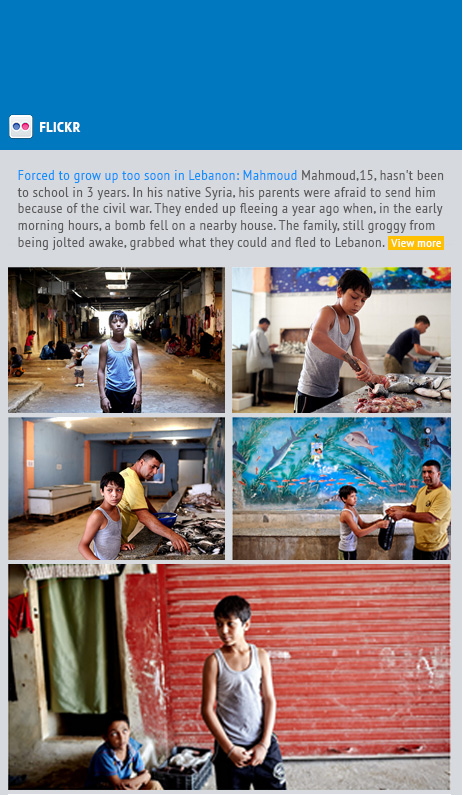 FLICKR
Forced to grow up too soon in Lebanon: Mahmoud Mahmoud,15, hasn't been
to school in 3 years. In his native Syria, his parents were afraid to send him
because of the civil war. They ended up fleeing a year ago when, in the early
morning hours, a bomb fell on a nearby house. The family, still groggy from
being jolted awake, grabbed what they could and fled to Lebanon. View more